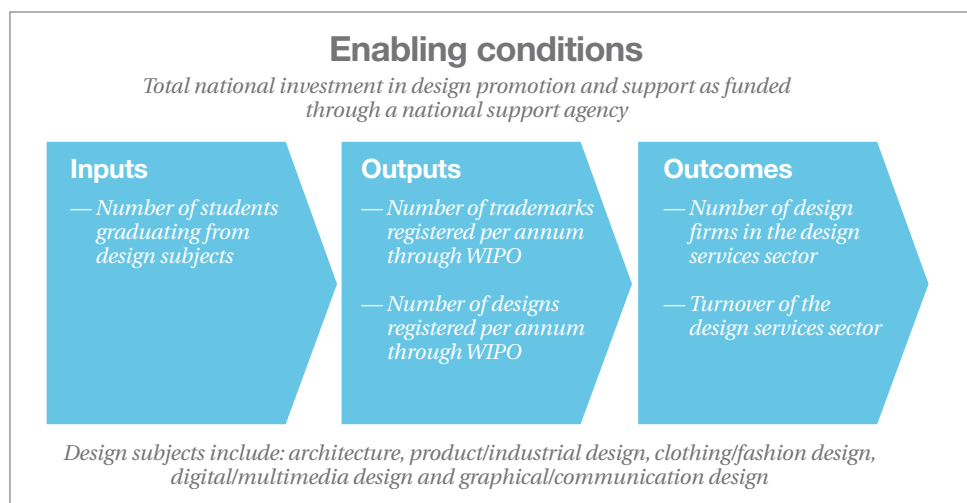 Enabling conditions
Total national investment in design promotion and support as funded
through a national support agency
Inputs
— Number of students
graduating from
design subjects
Outputs
— Number of trademarks
registered per annum
through WIPO
— Number of designs
registered per annum
through WIPO
Outcomes
— Number of design
firms in the design
services sector
— Turnover of the
design services sector
Design subjects include: architecture, product/industrial design, clothing/fashion design,
digital/multimedia design and graphical/communication design